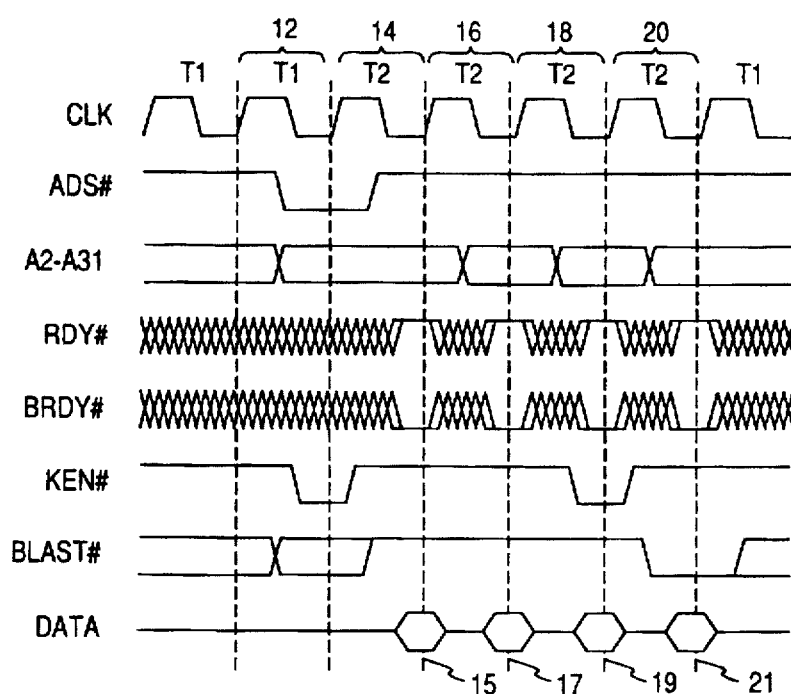 12 14 16 18 20
T1 T1 T2 T2 T2 T2 T1
CLK
ADS#
A2-A31
RDY#
BRDY#
KEN#
BLAST#
DATA
15 17 19 21